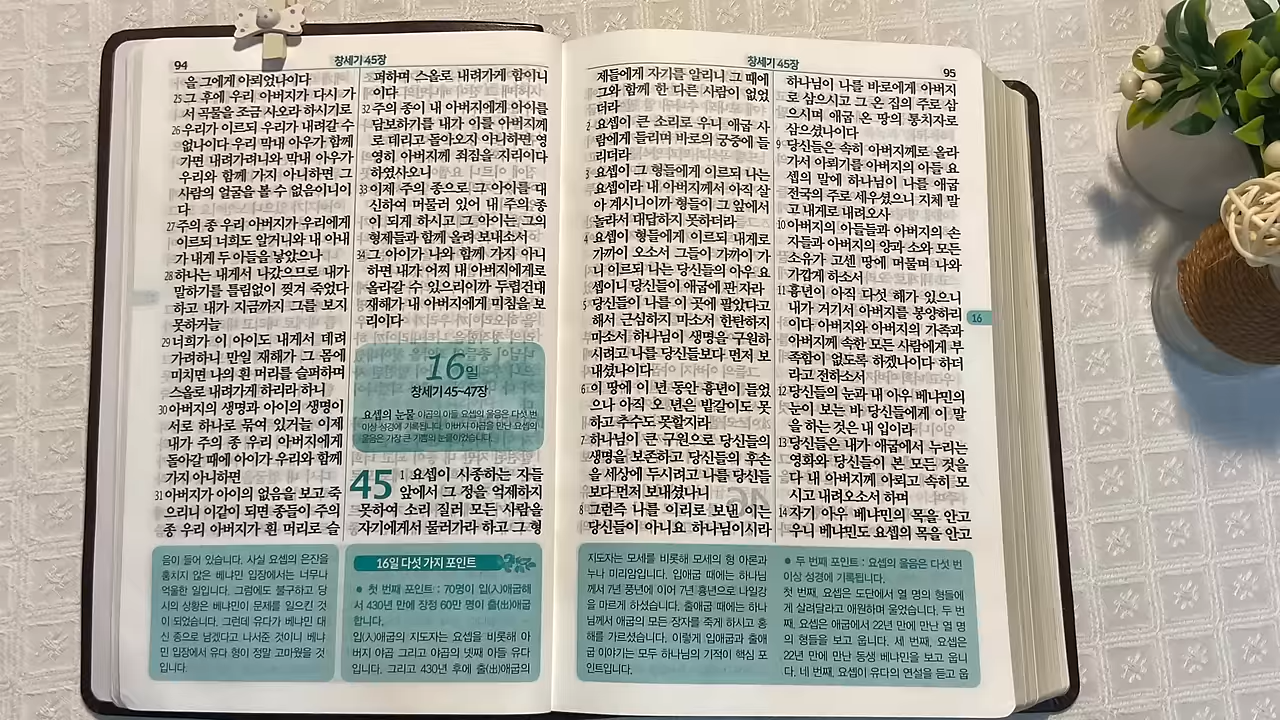 94
창세기 45장
을 그에게 아뢰었나이다
25 그 후에 우리 아버지가 다시 가
서 곡물을 조금 사오라 하시기로
26 우리가 이르되 우리가 내려갈 수
없나이다 우리 막내 아우가 함께
가면 내려가려니와 막내 아우가
우리와 함께 가지 아니하면 그
사람의 얼굴을 볼 수 없음이니이
다
27 주의 종 우리 아버지가 우리에게
이르되 너희도 알거니와 내 아내
가 내게 두 아들을 낳았으나
28 하나는 내게서 나갔으므로 내가
말하기를 틀림없이 찢겨 죽었다
하고 내가 지금까지 그를 보지
못하거늘
29 너희가 이 아이도 내게서 데려
가려하니 만일 재해가 그 몸에
미치면 나의 흰 머리를 슬퍼하며
스올로 내려가게 하리라 하니
30 아버지의 생명과 아이의 생명이
서로 하나로 묶여 있거늘 이제
내가 주의 종 우리 아버지에게
돌아갈 때에 아이가 우리와 함께
가지 아니하면
31 아버지가 아이의 없음을 보고 죽
으리니 이같이 되면 종들이 주의
종 우리 아버지가 흰 머리로 슬
퍼하며 스올로 내려가게 함이니
이다
32 주의 종이 내 아버지에게 아이를
담보하기를 내가 이를 아버지께
로 데리고 돌아오지 아니하면 영
영히 아버지께 죄짐을 지리이다
하였사오니
33 이제 주의 종으로 그 아이를 대
신하여 머물러 있어 내 주의 종
이 되게 하시고 그 아이는 그의
형제들과 함께 올려 보내소서
34 그 아이가 나와 함께 가지 아니
하면 내가 어찌 내 아버지에게로
올라갈 수 있으리이까 두렵건대
재해가 내 아버지에게 미침을 보
리이다
16일
창세기 45~47장
요셉의 눈물 야곱의 아들 요셉의 울음은 다섯 번
이상 성경에 기록됩니다. 아버지 야곱을 만난 요셉의
울음은 가장 큰 기쁨의 눈물이었습니다.
45 1 요셉이 시종하는 자들
앞에서 그 정을 억제하지
못하여 소리 질러 모든 사람을
자기에게서 물러가라 하고 그 형
음이 들어 있습니다. 사실 요셉의 은잔을
훔치지 않은 베냐민 입장에서는 너무나
억울한 일입니다. 그럼에도 불구하고 당
시의 상황은 베냐민이 문제를 일으킨 것
이 되었습니다. 그런데 유다가 베냐민 대
신 종으로 남겠다고 나서준 것이니 베냐
민 입장에서 유다 형이 정말 고마웠을 것
입니다.
16일 다섯 가지 포인트
● 첫 번째 포인트 : 70명이 입(入)애굽해
서 430년 만에 장정 60만 명이 출(出)애굽
합니다.
입(入)애굽의 지도자는 요셉을 비롯해 아
버지 야곱 그리고 야곱의 넷째 아들 유다
입니다. 그리고 430년 후에 출(出)애굽의
창세기 45장
95
제들에게 자기를 알리니 그 때에
그와 함께 한 다른 사람이 없었
더라
2 요셉이 큰 소리로 우니 애굽 사
람에게 들리며 바로의 궁중에 들
리더라
3 요셉이 그 형들에게 이르되 나는
요셉이라 내 아버지께서 아직 살
아 계시니이까 형들이 그 앞에서
놀라서 대답하지 못하더라
4 요셉이 형들에게 이르되 내게로
가까이 오소서 그들이 가까이 가
니 이르되 나는 당신들의 아우 요
셉이니 당신들이 애굽에 판 자라
5 당신들이 나를 이 곳에 팔았다고
해서 근심하지 마소서 한탄하지
마소서 하나님이 생명을 구원하
시려고 나를 당신들보다 먼저 보
내셨나이다
6 이 땅에 이 년 동안 흉년이 들었
으나 아직 오 년은 밭갈이도 못
하고 추수도 못할지라
7 하나님이 큰 구원으로 당신들의
생명을 보존하고 당신들의 후손
을 세상에 두시려고 나를 당신들
보다 먼저 보내셨나니
8 그런즉 나를 이리로 보낸 이는
당신들이 아니요 하나님이시라
하나님이 나를 바로에게 아버지
로 삼으시고 그 온 집의 주로 삼
으시며 애굽 온 땅의 통치자로
삼으셨나이다
9 당신들은 속히 아버지께로 올라
가서 아뢰기를 아버지의 아들 요
셉의 말에 하나님이 나를 애굽
전국의 주로 세우셨으니 지체 말
고 내게로 내려오사
10 아버지의 아들들과 아버지의 손
자들과 아버지의 양과 소와 모든
소유가 고센 땅에 머물며 나와
가깝게 하소서
11 흉년이 아직 다섯 해가 있으니
내가 거기서 아버지를 봉양하리
이다 아버지와 아버지의 가족과
아버지께 속한 모든 사람에게 부
족함이 없도록 하겠나이다 하더
라고 전하소서
12 당신들의 눈과 내 아우 베냐민의
눈이 보는 바 당신들에게 이 말
을 하는 것은 내 입이라
13 당신들은 내가 애굽에서 누리는
영화와 당신들이 본 모든 것을
다 내 아버지께 아뢰고 속히 모
시고 내려오소서 하며
14 자기 아우 베냐민의 목을 안고
우니 베냐민도 요셉의 목을 안고
16
지도자는 모세를 비롯해 모세의 형 아론과
누나 미리암입니다. 입애굽 때에는 하나님
께서 7년 풍년에 이어 7년 흉년으로 나일강
을 마르게 하셨습니다. 출애굽 때에는 하나
님께서 애굽의 모든 장자를 죽게 하시고 홍
해를 가르셨습니다. 이렇게 입애굽과 출애
굽 이야기는 모두 하나님의 기적이 핵심 포
인트입니다.
● 두 번째 포인트 : 요셉의 울음은 다섯 번
이상 성경에 기록됩니다.
첫 번째, 요셉은 도단에서 열 명의 형들에
게 살려달라고 애원하며 울었습니다. 두 번
째, 요셉은 애굽에서 22년 만에 만난 열 명
의 형들을 보고 웁니다. 세 번째, 요셉은
22년 만에 만난 동생 베냐민을 보고 웁니
다. 네 번째, 요셉이 유다의 연설을 듣고 웁